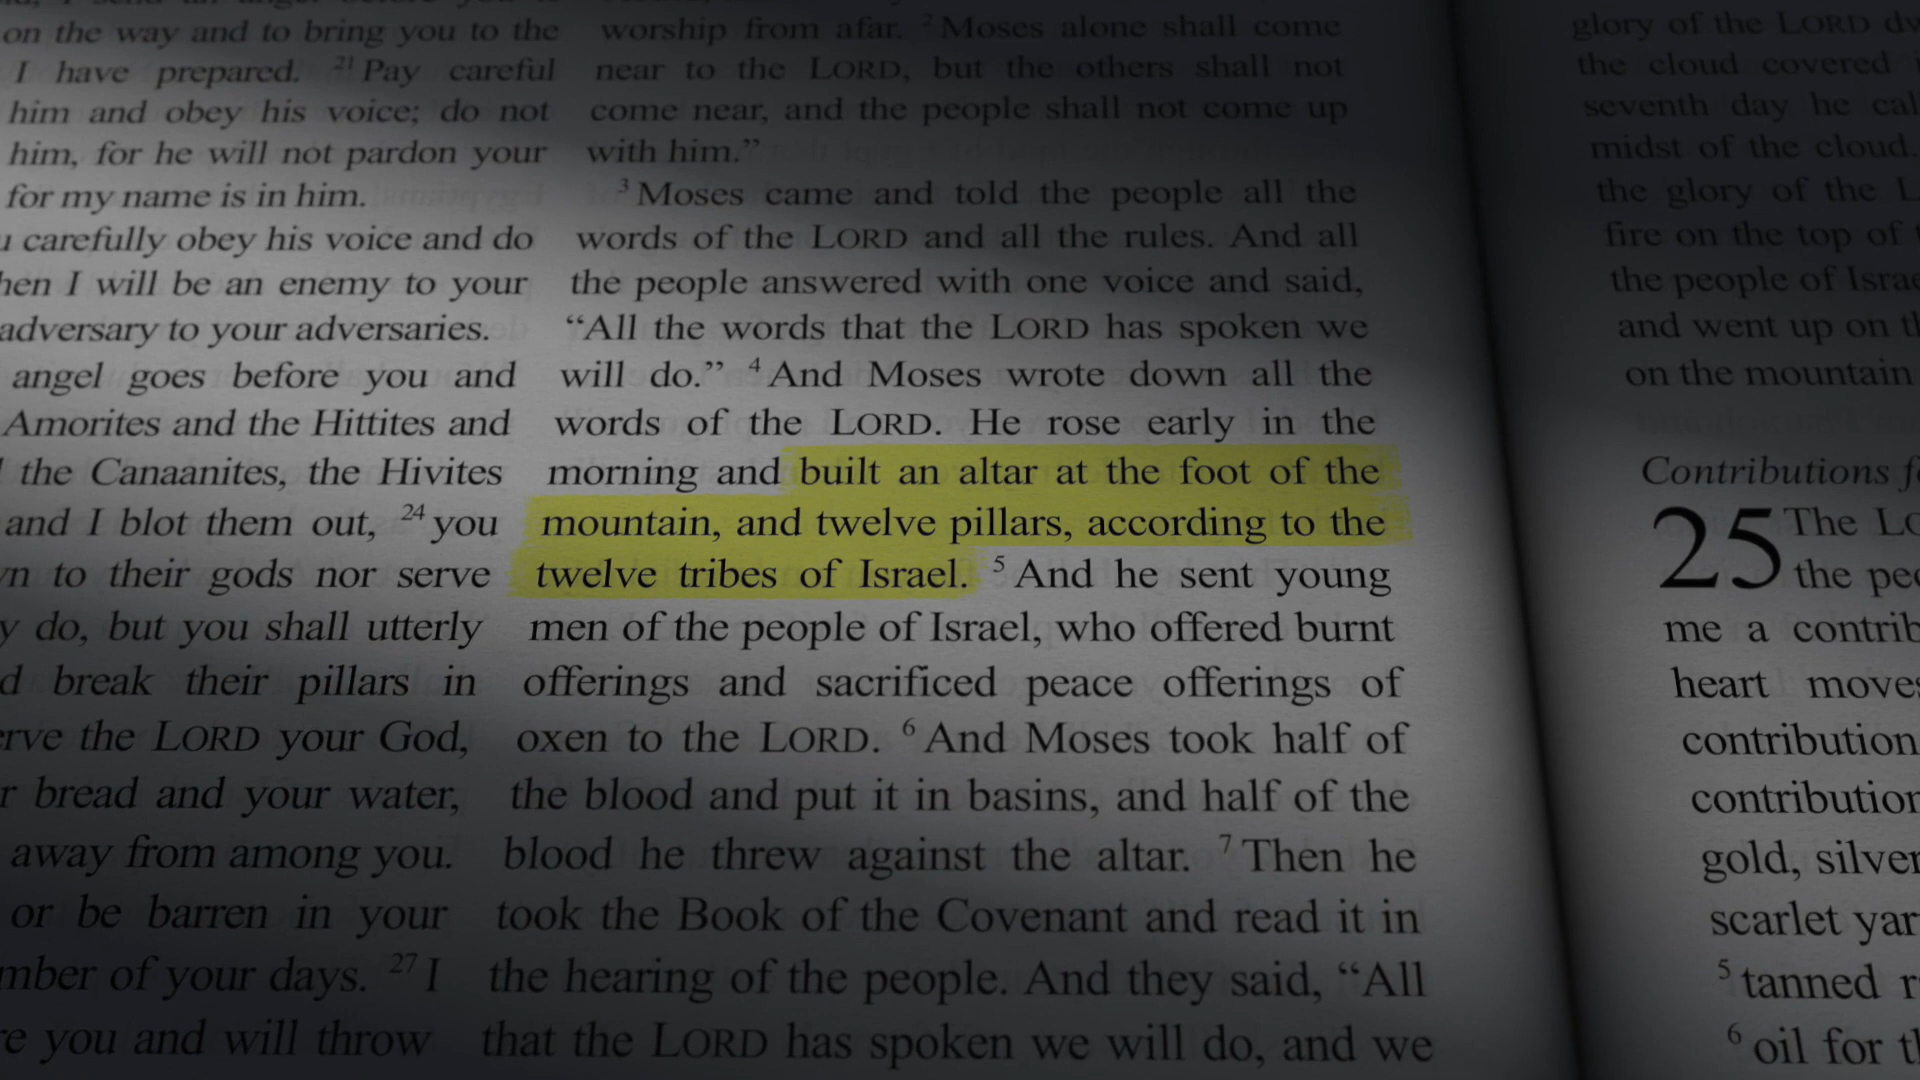 on the way and to bring you to the
I have prepared. 21 Pay careful
him and obey his voice; do not
him, for he will not pardon your
for my name is in him.
carefully obey his voice and do
I will be an enemy to your
adversary to your adversaries.
angel goes before you and
Amorites and the Hittites and
the Canaanites, the Hivites
and I blot them out, 24 you
to their gods nor serve
do, but you shall utterly
break their pillars in
the LORD your God,
bread and your water,
away from among you.
or be barren in your
of your days. 27 I
you and will throw
worship from afar. 2 Moses alone shall come
near to the LORD, but the others shall not
come near, and the people shall not come up
with him.”
3 Moses came and told the people all the
words of the LORD and all the rules. And all
the people answered with one voice and said,
“All the words that the LORD has spoken we
will do.” 4 And Moses wrote down all the
words of the LORD. He rose early in the
morning and built an altar at the foot of the
mountain, and twelve pillars, according to the
twelve tribes of Israel. 5 And he sent young
men of the people of Israel, who offered burnt
offerings and sacrificed peace offerings of
oxen to the LORD. 6 And Moses took half of
the blood and put it in basins, and half of the
blood he threw against the altar. 7 Then he
took the Book of the Covenant and read it in
the hearing of the people. And they said, “All
that the LORD has spoken we will do, and we
glory of the LORD
the cloud covered
seventh day he
midst of the cloud.
the glory of the
fire on the top of
the people of
and went up on
on the mountain
Contributions
25 The
the
me a
heart
contribution
contribution
gold, silver
scarlet
5 tanned
6 oil for